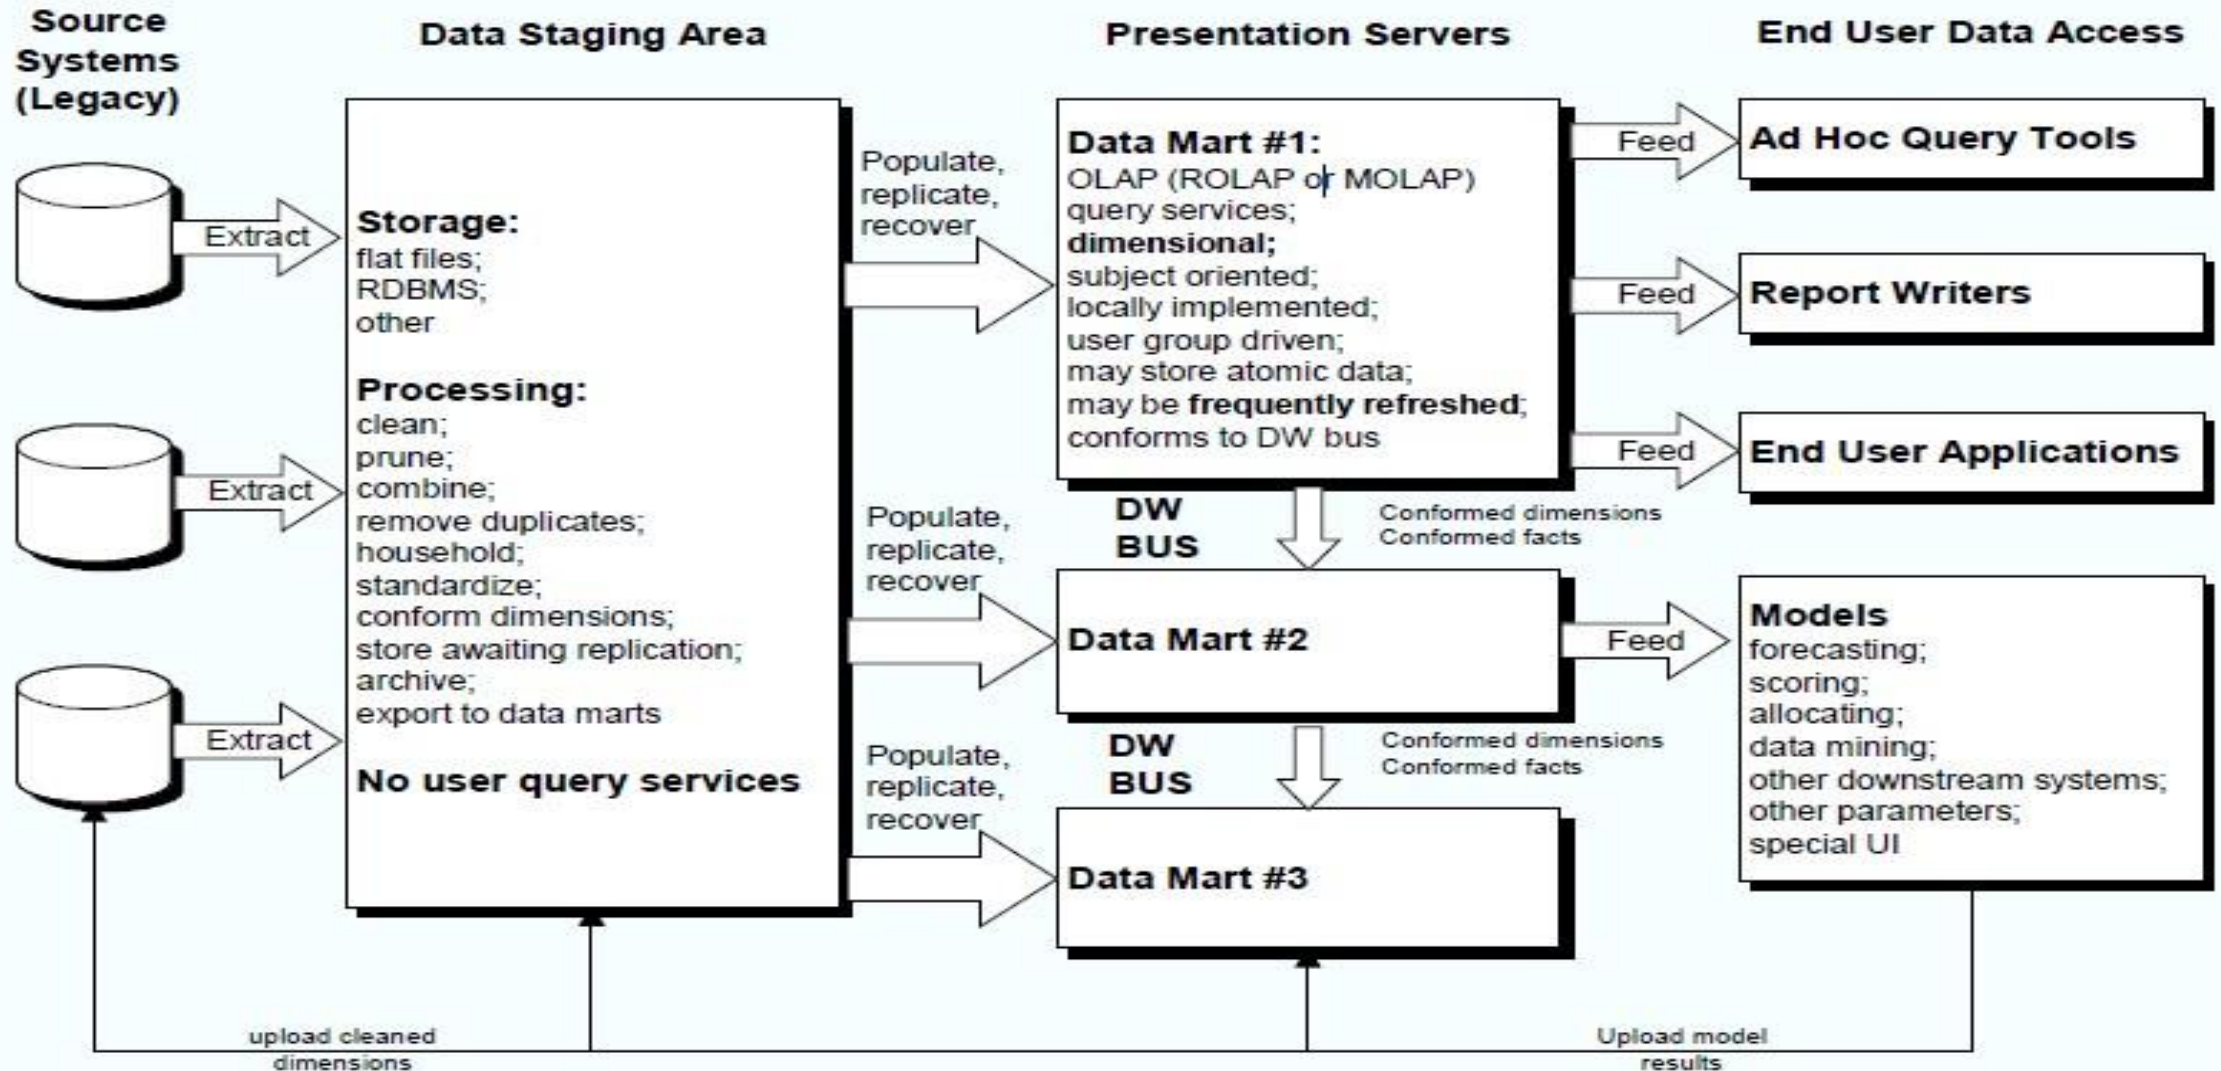 Source
Systems
(Legacy)
Data Staging Area
Presentation Servers
End User Data Access
Extract
Extract
Extract
Storage:
flat files;
RDBMS;
other
Processing:
clean;
prune;
combine;
remove duplicates;
household;
standardize;
conform dimensions;
store awaiting replication;
archive;
export to data marts
No user query services
Populate,
replicate,
recover
Populate,
replicate,
recover
Populate,
replicate,
recover
Data Mart #1:
OLAP (ROLAP or MOLAP)
query services;
dimensional;
subject oriented;
locally implemented;
user group driven;
may store atomic data;
may be frequently refreshed;
conforms to DW bus
DW
BUS
Conformed dimensions
Conformed facts
Data Mart #2
DW
BUS
Conformed dimensions
Conformed facts
Data Mart #3
Feed
Ad Hoc Query Tools
Feed
Report Writers
Feed
End User Applications
Feed
Models
forecasting;
scoring;
allocating;
data mining;
other downstream systems;
other parameters;
special UI
upload cleaned
dimensions
Upload model
results